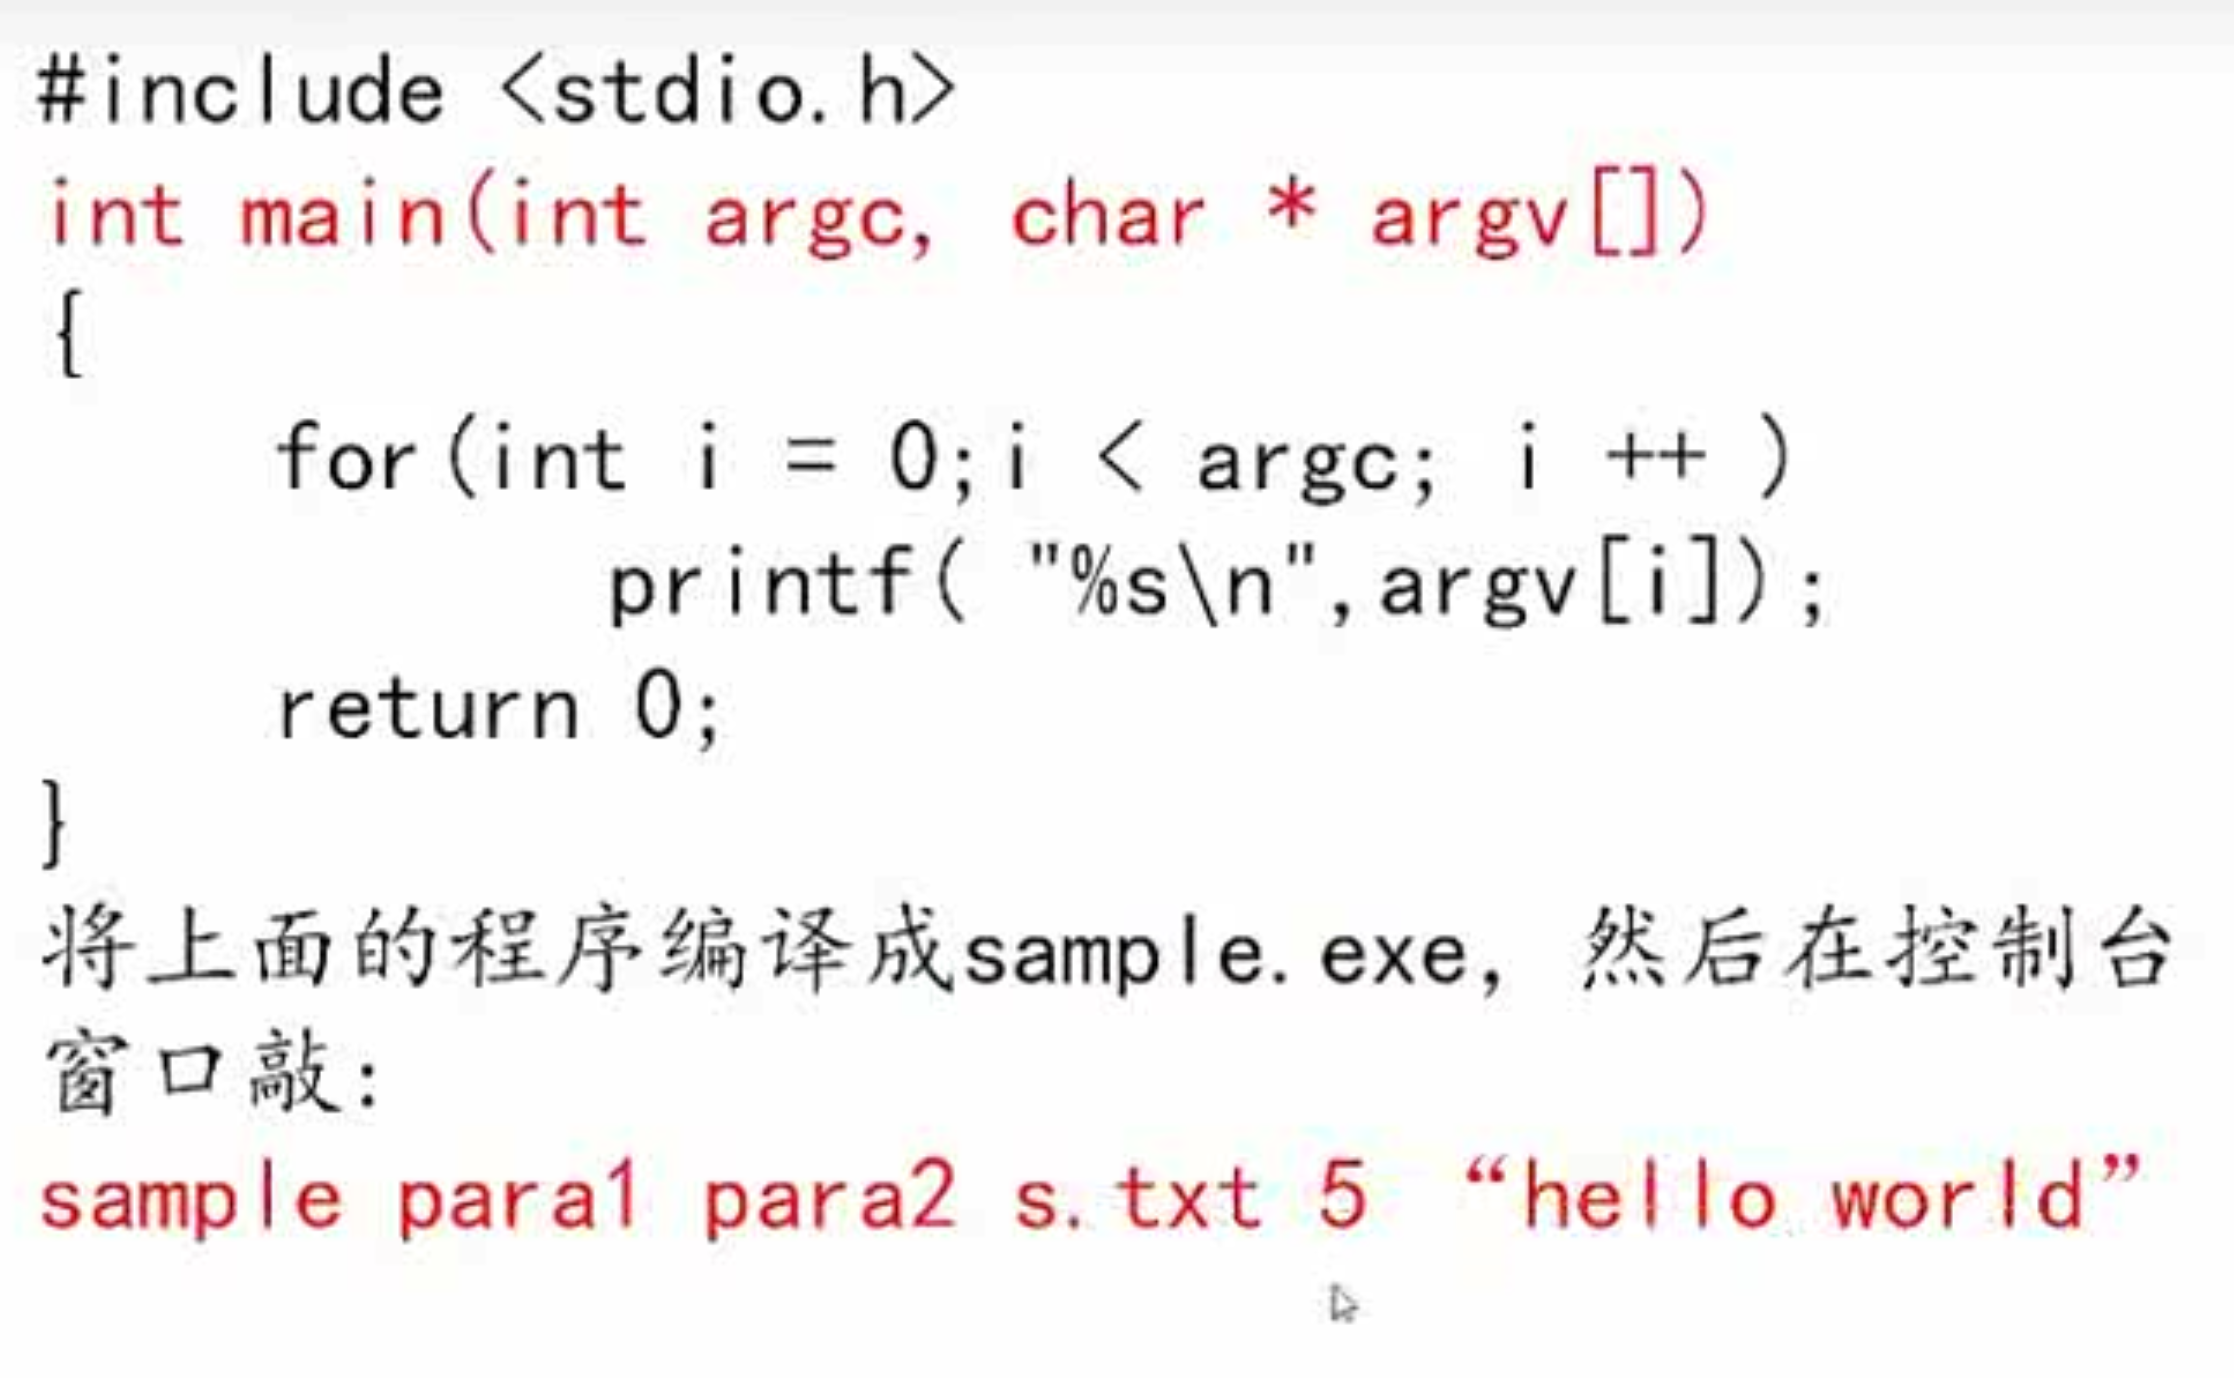 #include <stdio.h>
int main(int argc, char * argv[])
{
for(int i = 0;i < argc; i ++ )
printf( "%s\n",argv[i]);
return 0;
}
将上面的程序编译成sample.exe，然后在控制台
窗口敲：
sample para1 para2 s.txt 5 “hello world”